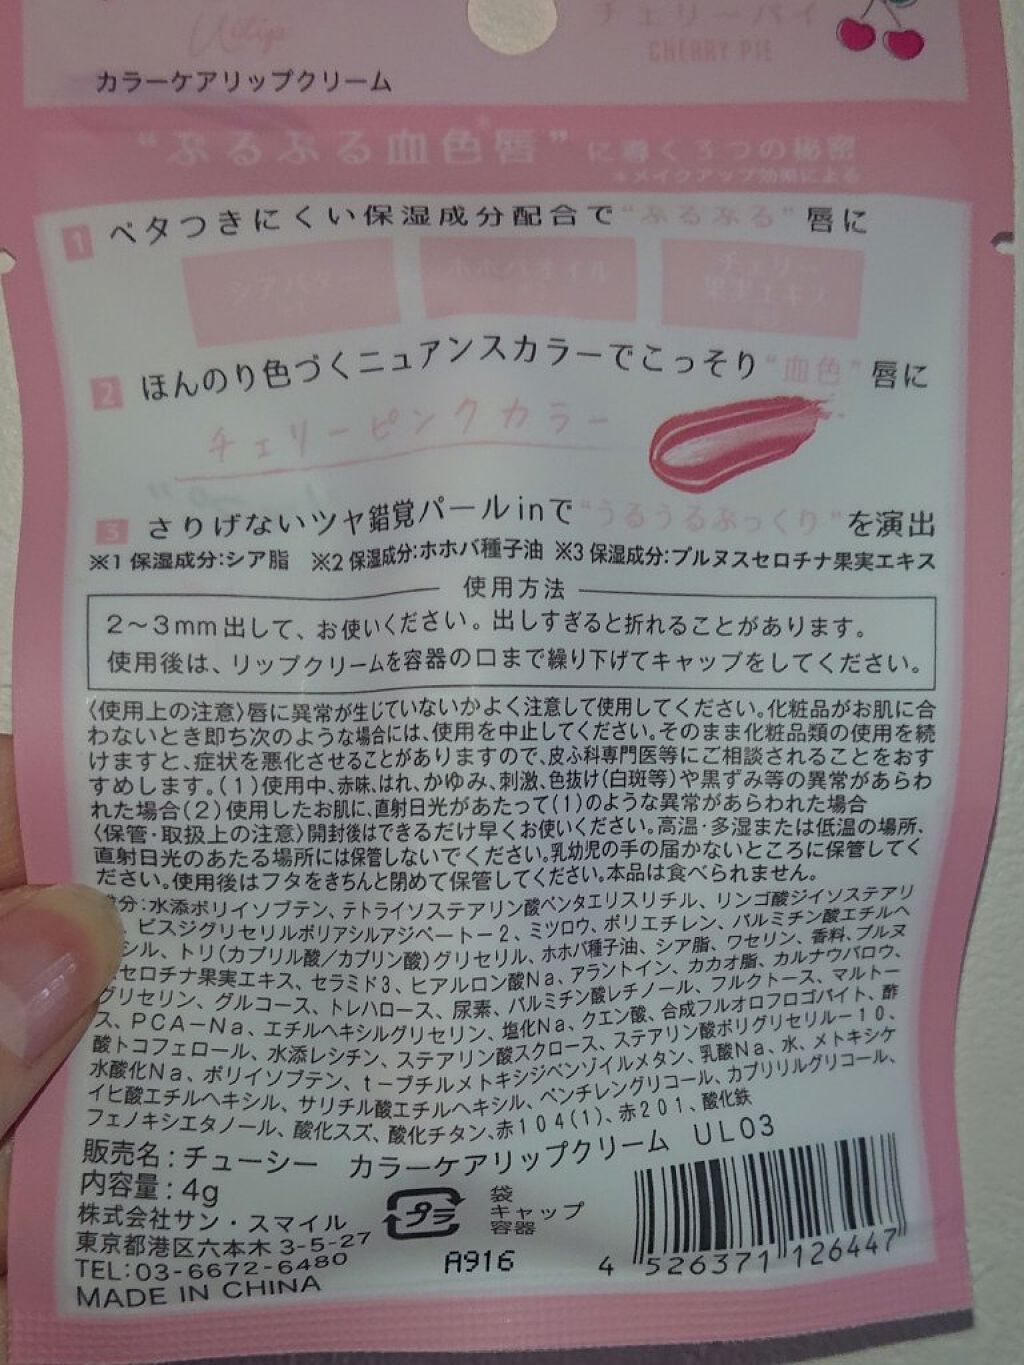 チェリーパイ
CHERRY PIE
カラーケアリップクリーム
“ぷるぷる血色*唇”に導く3つの秘密
*メイクアップ効果による
1 ベタつきにくい保湿成分配合で“ぷるぷる”唇に
シアバター ※1
ホホバオイル ※2
チェリー果実エキス ※3
2 ほんのり色づくニュアンスカラーでこっそり“血色”唇に
チェリーピンクカラー
3 さりげないツヤ錯覚パールinで“うるうるぷっくり”を演出
※1 保湿成分:シア脂 ※2 保湿成分:ホホバ種子油 ※3 保湿成分:プルヌスセロチナ果実エキス
使用方法
2〜3mm出して、お使いください。出しすぎると折れることがあります。
使用後は、リップクリームを容器の口まで繰り下げてキャップをしてください。
〈使用上の注意〉唇に異常が生じていないかよく注意して使用してください。化粧品がお肌に合
わないとき即ち次のような場合には、使用を中止してください。そのまま化粧品類の使用を続
けますと、症状を悪化させることがありますので、皮ふ科専門医等にご相談されることをおす
すめします。(1)使用中、赤味、はれ、かゆみ、刺激、色抜け(白斑等)や黒ずみ等の異常があらわ
れた場合(2)使用したお肌に、直射日光があたって(1)のような異常があらわれた場合
〈保管・取扱上の注意〉開封後はできるだけ早くお使いください。高温・多湿または低温の場所、
直射日光のあたる場所には保管しないでください。乳幼児の手の届かないところに保管してく
ださい。使用後はフタをきちんと閉めて保管してください。本品は食べられません。
分:水添ポリイソブテン、テトライソステアリン酸ペンタエリスリチル、リンゴ酸ジイソステアリ
、ビスジグリセリルポリアシルアジペート-2、ミツロウ、ポリエチレン、パルミチン酸エチルヘ
シル、トリ(カプリル酸/カプリン酸)グリセリル、ホホバ種子油、シア脂、ワセリン、香料、プルヌ
セロチナ果実エキス、セラミド3、ヒアルロン酸Na、アラントイン、カカオ脂、カルナウバロウ、
グリセリン、グルコース、トレハロース、尿素、パルミチン酸レチノール、フルクトース、マルトー
ス、PCA-Na、エチルヘキシルグリセリン、塩化Na、クエン酸、合成フルオロフロゴパイト、酢
酸トコフェロール、水添レシチン、ステアリン酸スクロース、ステアリン酸ポリグリセリル-10、
水酸化Na、ポリイソブテン、t-ブチルメトキシジベンゾイルメタン、乳酸Na、水、メトキシケ
イヒ酸エチルヘキシル、サリチル酸エチルヘキシル、ペンチレングリコール、カプリリルグリコール、
フェノキシエタノール、酸化スズ、酸化チタン、赤104(1)、赤201、酸化鉄
販売名:チューシー カラーケアリップクリーム UL03
内容量:4g
株式会社サン・スマイル
東京都港区六本木 3-5-27
TEL:03-6672-6480
MADE IN CHINA
プラ
袋
キャップ
容器
A916
4 526371 126447